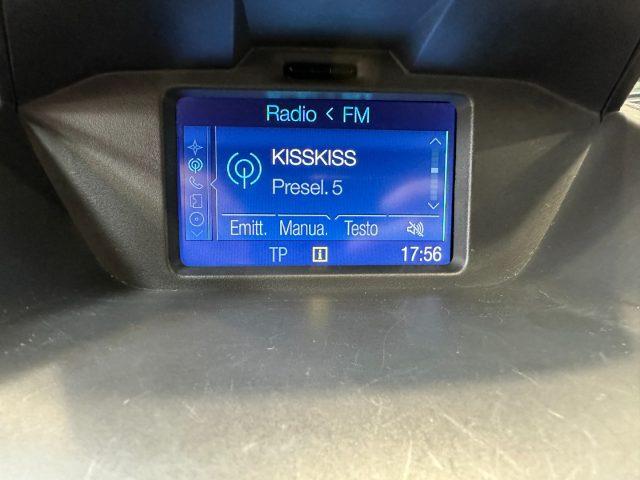 Radio < FM
KISSKISS
Presel. 5
Emitt. Manua. Testo
TP i 17:56